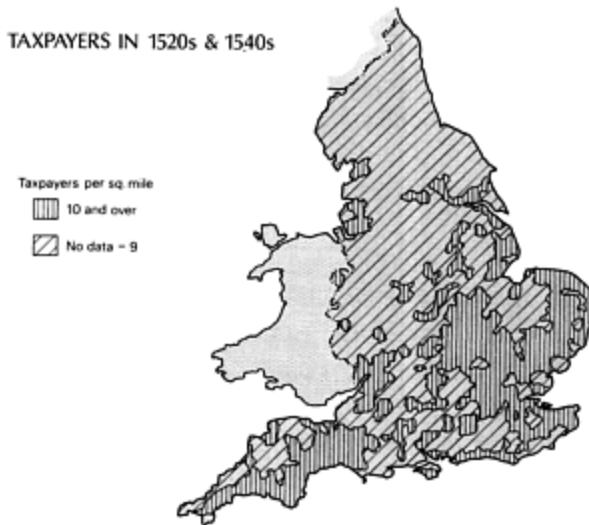 TAXPAYERS IN 1520s & 1540s
Taxpayers per sq. mile
10 and over
No data – 9